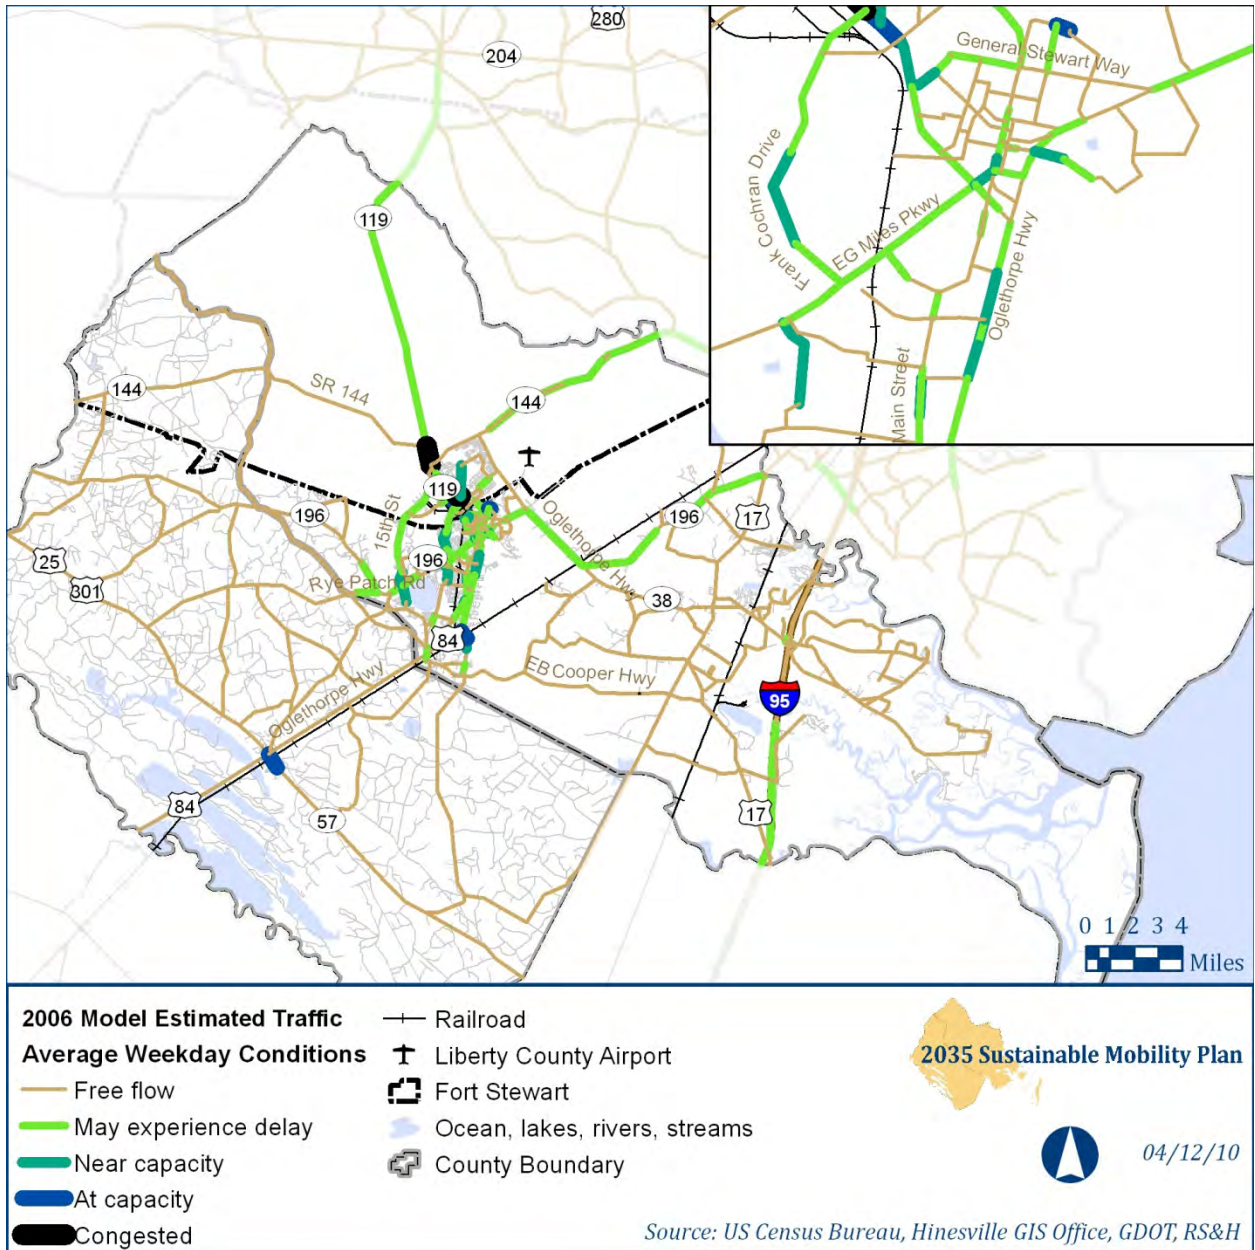 280
204
General Stewart Way
Frank Cochran Drive
EG Miles Pkwy
Oglethorpe Hwy
Main Street
119
144
SR 144
144
119
15th St
196
196
Oglethorpe Hwy
196
17
25
301
Rye Patch Rd
38
84
EB Cooper Hwy
Oglethorpe Hwy
95
84
57
17
0 1 2 3 4
Miles
2006 Model Estimated Traffic
Average Weekday Conditions
Free flow
May experience delay
Near capacity
At capacity
Congested
Railroad
Liberty County Airport
Fort Stewart
Ocean, lakes, rivers, streams
County Boundary
2035 Sustainable Mobility Plan
04/12/10
Source: US Census Bureau, Hinesville GIS Office, GDOT, RS&H